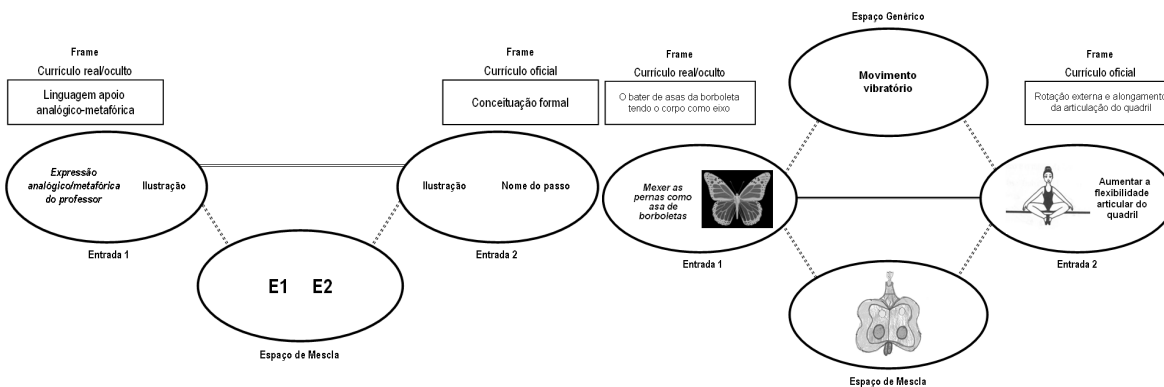 Frame
Currículo real/oculto
Linguagem apoio
analógico-metafórica
Expressão
analógico/metafórica
do professor
Ilustração
Entrada 1
Frame
Currículo oficial
Conceituação formal
Ilustração
Nome do passo
Entrada 2
E1 E2
Espaço de Mescla
Espaço Genérico
Movimento
vibratório
Frame
Currículo real/oculto
O bater de asas da borboleta
tendo o corpo como eixo
Mexer as
pernas como
asa de
borboletas
Entrada 1
Frame
Currículo oficial
Rotação externa e alongamento
da articulação do quadril
Aumentar a
flexibilidade
articular do
quadril
Entrada 2
Espaço de Mescla